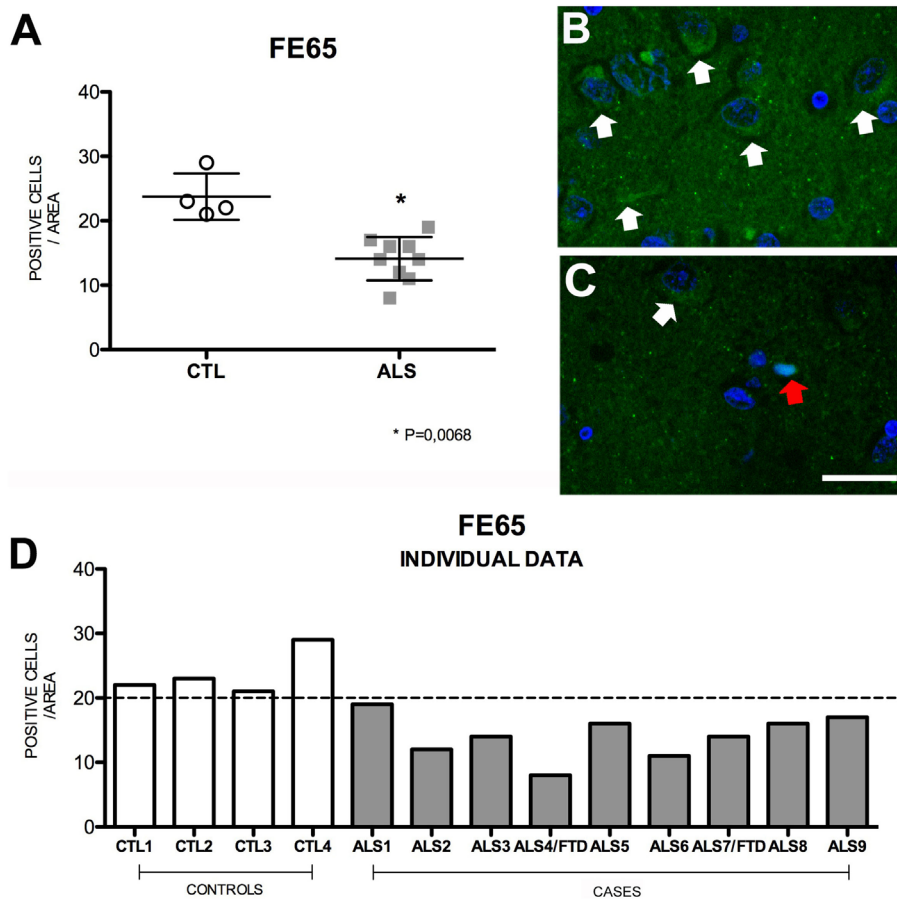 A
FE65
40
30
20
10
0
POSITIVE CELLS
/ AREA
CTL
ALS
*
* P=0,0068
B
C
D
FE65
INDIVIDUAL DATA
40
30
20
10
0
POSITIVE CELLS
/AREA
CTL1 CTL2 CTL3 CTL4 ALS1 ALS2 ALS3 ALS4/FTD ALS5 ALS6 ALS7/FTD ALS8 ALS9
CONTROLS
CASES